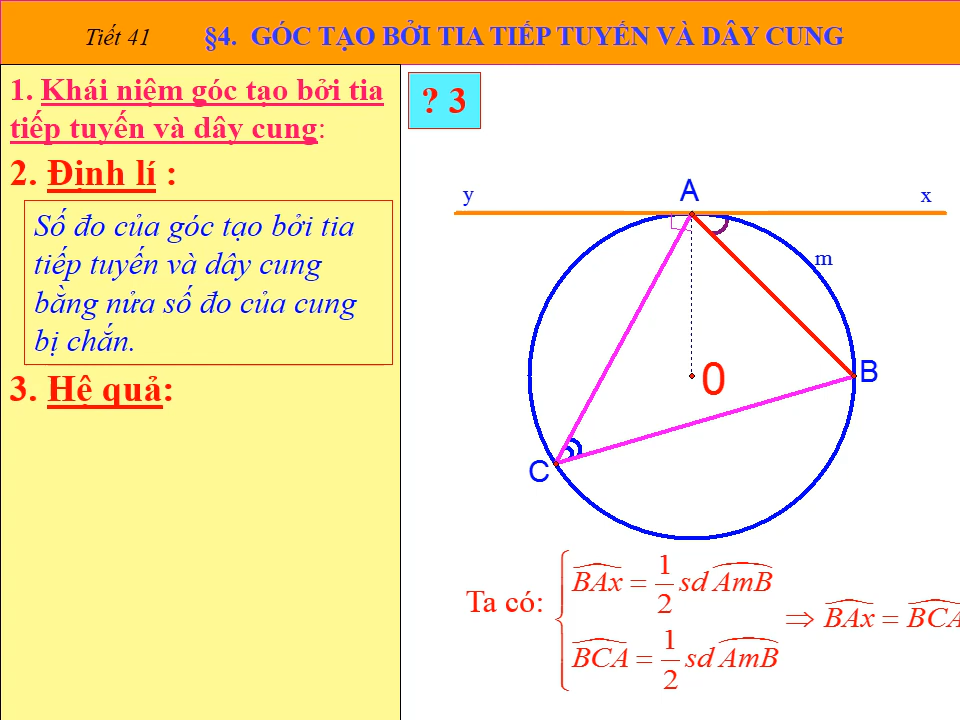 Tiết 41 §4. GÓC TẠO BỞI TIA TIẾP TUYẾN VÀ DÂY CUNG
1. Khái niệm góc tạo bởi tia
tiếp tuyến và dây cung:
2. Định lí :
Số đo của góc tạo bởi tia
tiếp tuyến và dây cung
bằng nửa số đo của cung
bị chắn.
3. Hệ quả:
? 3
y A x
m
B
0
C
Ta có: { BAx = 1/2 sd AmB
BCA = 1/2 sd AmB
⇒ BAx = BCA